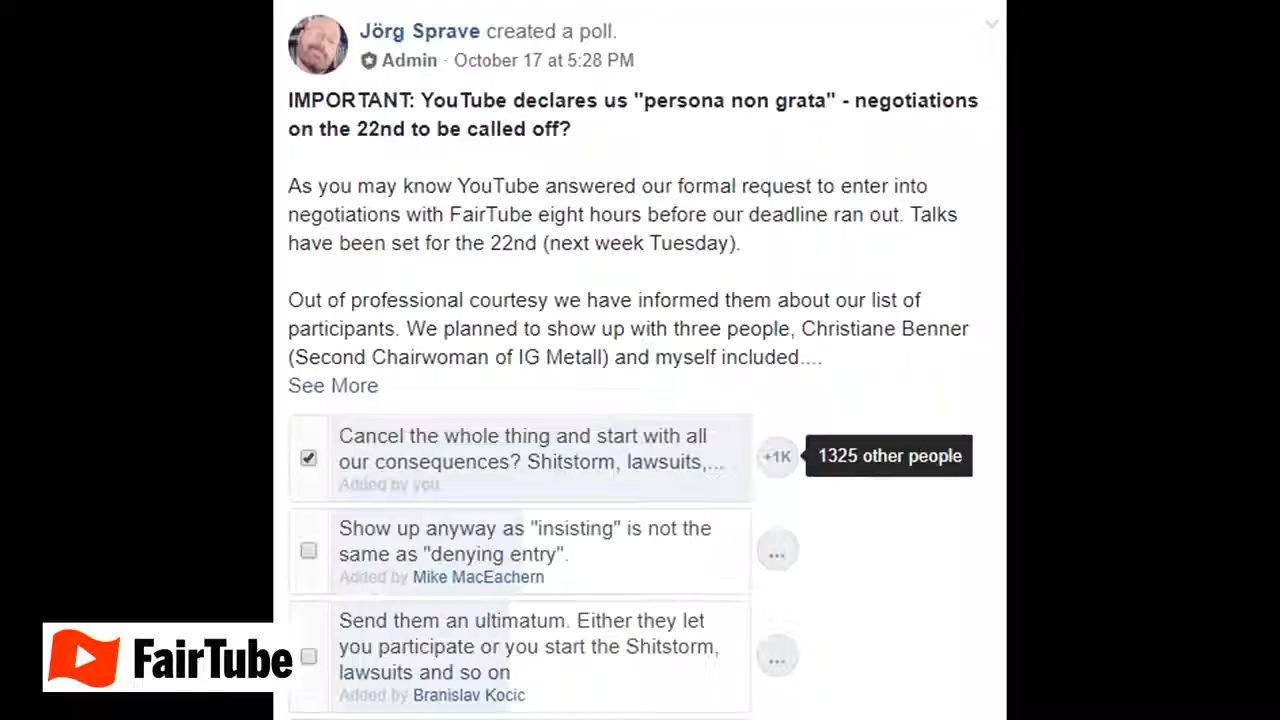 Jörg Sprave created a poll.
Admin · October 17 at 5:28 PM
IMPORTANT: YouTube declares us "persona non grata" - negotiations
on the 22nd to be called off?
As you may know YouTube answered our formal request to enter into
negotiations with FairTube eight hours before our deadline ran out. Talks
have been set for the 22nd (next week Tuesday).
Out of professional courtesy we have informed them about our list of
participants. We planned to show up with three people, Christiane Benner
(Second Chairwoman of IG Metall) and myself included....
See More
Cancel the whole thing and start with all
our consequences? Shitstorm, lawsuits,...
Added by you
+1K
1325 other people
Show up anyway as "insisting" is not the
same as "denying entry".
Added by Mike MacEachern
...
Send them an ultimatum. Either they let
you participate or you start the Shitstorm,
lawsuits and so on
Added by Branislav Kocic
...
FairTube